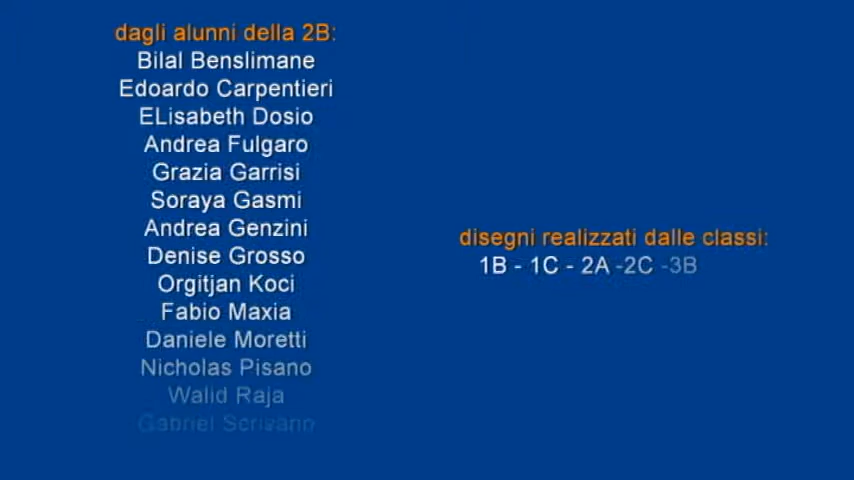 dagli alunni della 2B:
Bilal Benslimane
Edoardo Carpentieri
ELisabeth Dosio
Andrea Fulgaro
Grazia Garrisi
Soraya Gasmi
Andrea Genzini
Denise Grosso
Orgitjan Koci
Fabio Maxia
Daniele Moretti
Nicholas Pisano
Walid Raja
Gabriel Scrivano
disegni realizzati dalle classi:
1B - 1C - 2A -2C -3B